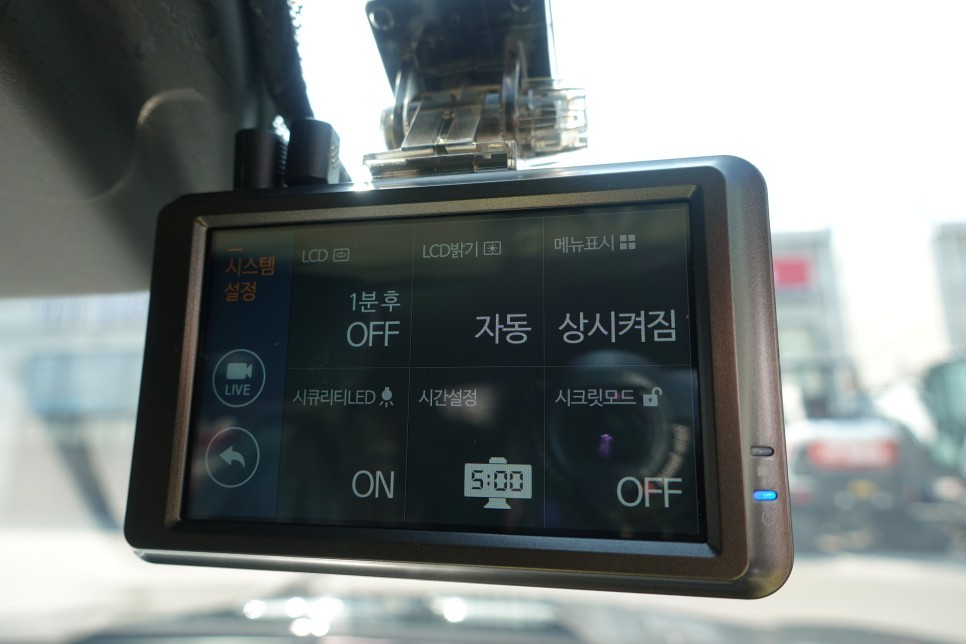 시스템
설정
LIVE
LCD
1분 후
OFF
LCD밝기
자동
메뉴표시
상시켜짐
시큐리티LED
ON
시간설정
5:00
시크릿모드
OFF